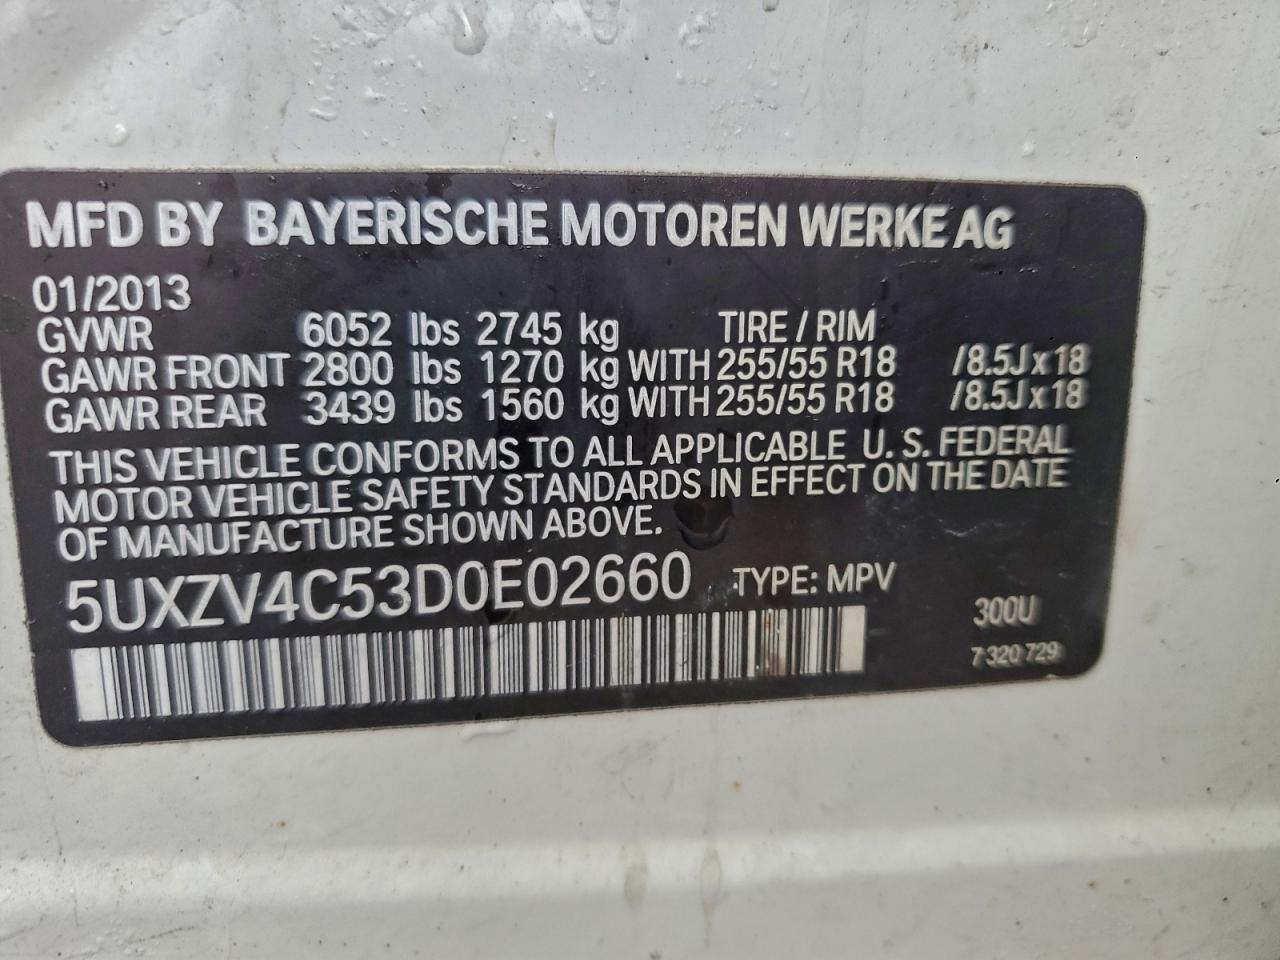 MFD BY BAYERISCHE MOTOREN WERKE AG
01/2013
GVWR 6052 lbs 2745 kg TIRE / RIM
GAWR FRONT 2800 lbs 1270 kg WITH 255/55 R18 /8.5J x 18
GAWR REAR 3439 lbs 1560 kg WITH 255/55 R18 /8.5J x 18
THIS VEHICLE CONFORMS TO ALL APPLICABLE U. S. FEDERAL
MOTOR VEHICLE SAFETY STANDARDS IN EFFECT ON THE DATE
OF MANUFACTURE SHOWN ABOVE.
5UXZV4C53D0E02660 TYPE: MPV
300U
7 320 729